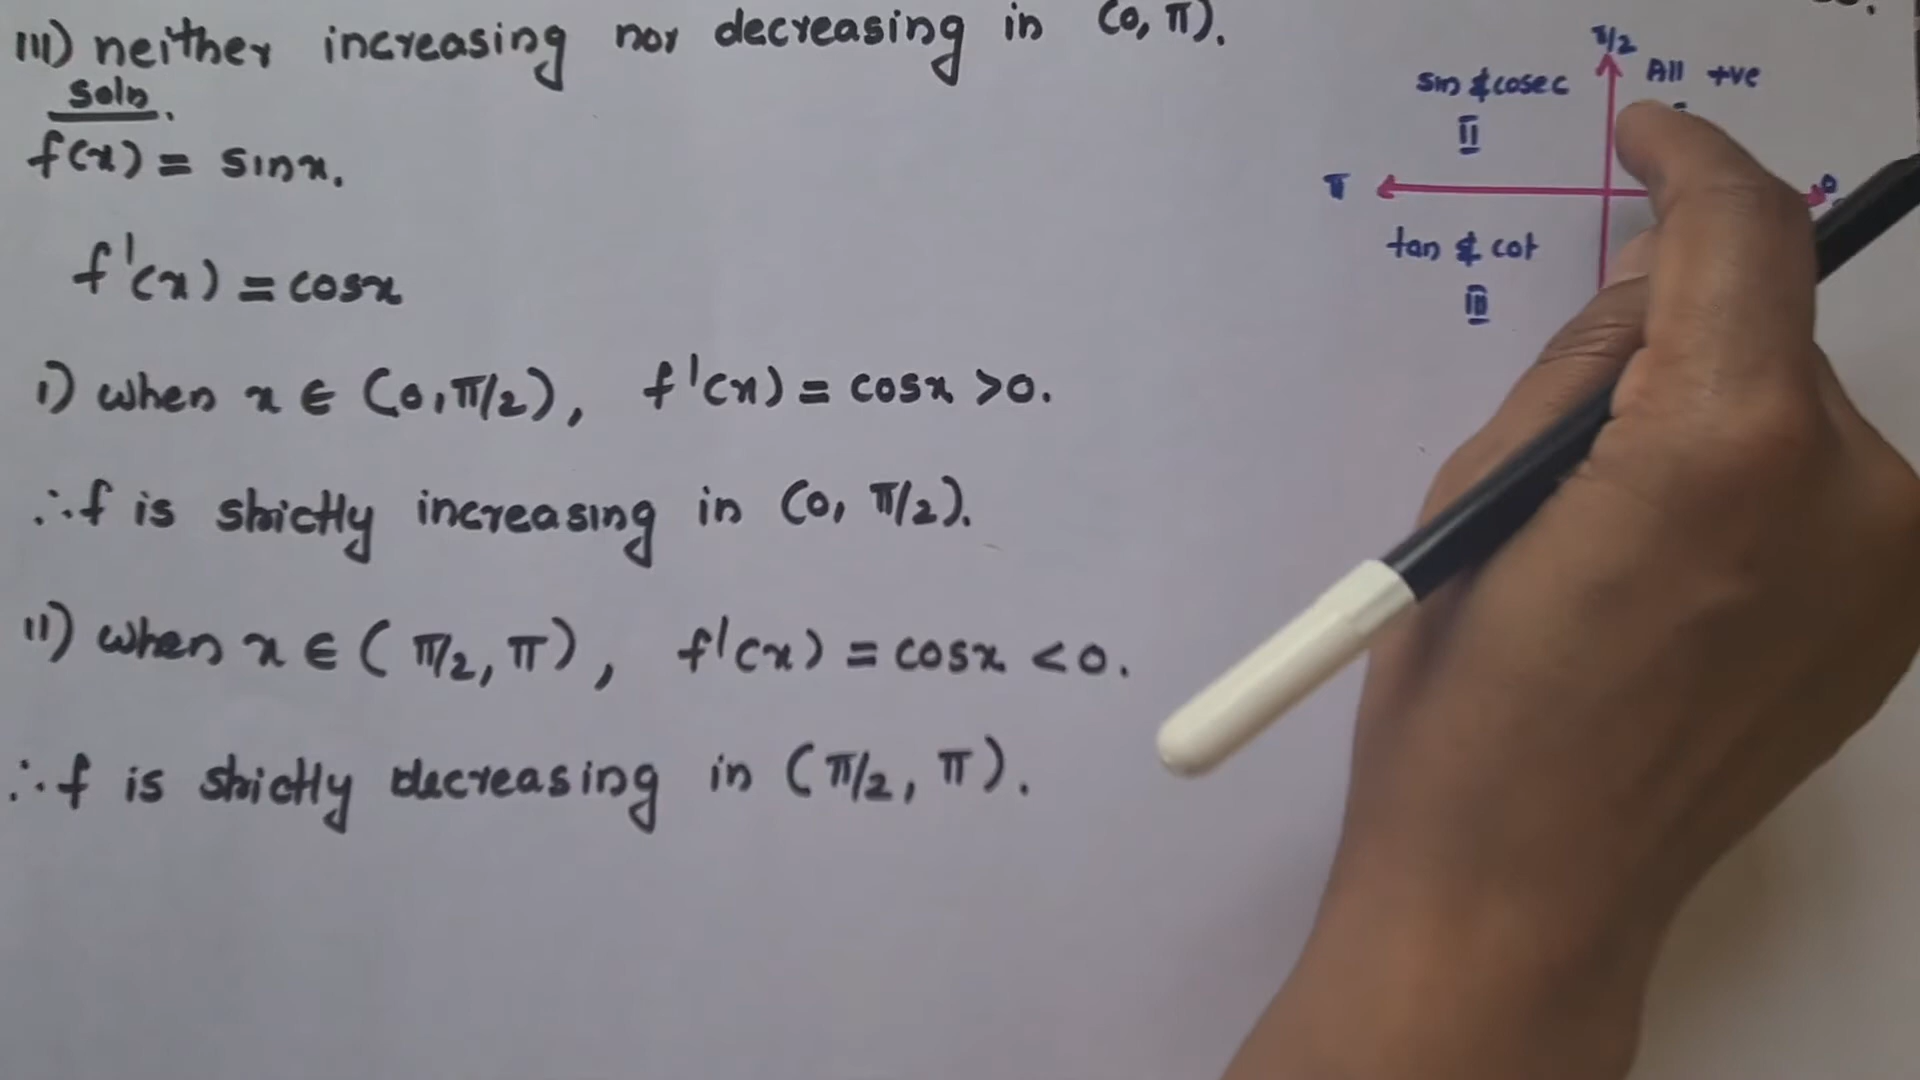 III) neither increasing nor decreasing in (0, π).
Soln.
f(x) = sinx.
f'(x) = cosx
i) when x ∈ (0, π/2), f'(x) = cosx >0.
∴ f is strictly increasing in (0, π/2).
ii) when x ∈ ( π/2, π ), f'(x) = cosx <0.
∴ f is strictly decreasing in (π/2, π).
π/2
sin & cosec
All +ve
II
π
0
tan & cot
III